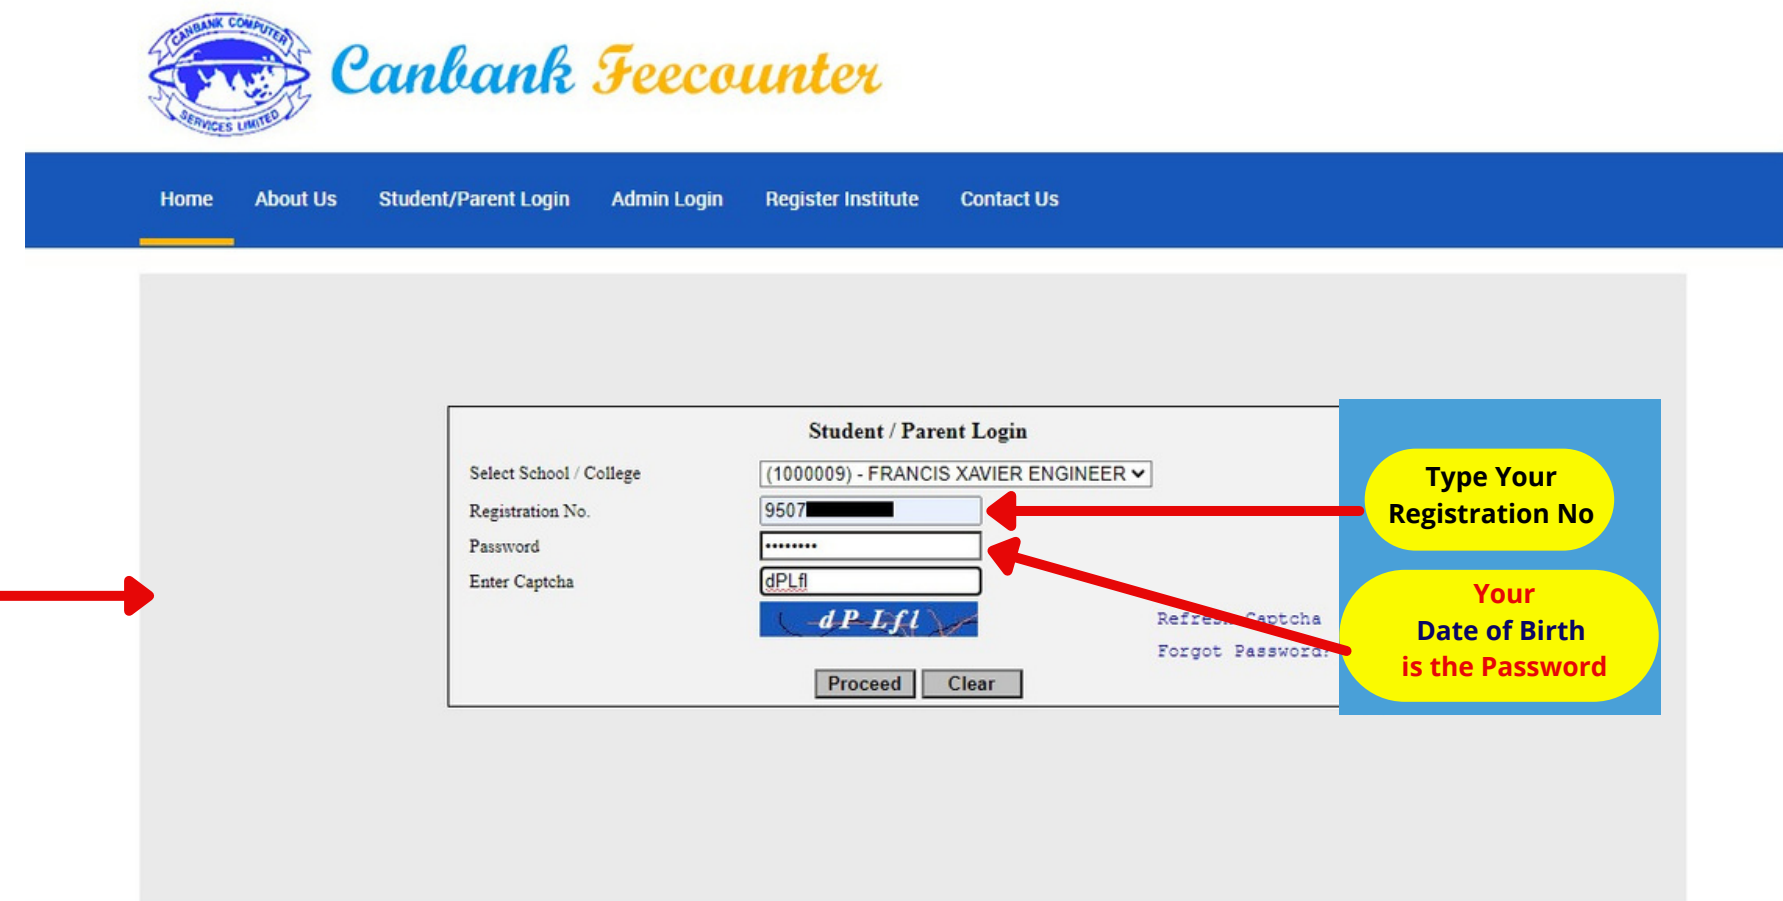 CANBANK COMPUTER
SERVICES LIMITED
Canbank Feecounter
Home About Us Student/Parent Login Admin Login Register Institute Contact Us
Student / Parent Login
Select School / College (1000009) - FRANCIS XAVIER ENGINEER
Registration No. 9507
Password ••••••••
Enter Captcha dPLfl
dPLfl
Refresh Captcha
Forgot Password?
Proceed Clear
Type Your
Registration No
Your
Date of Birth
is the Password